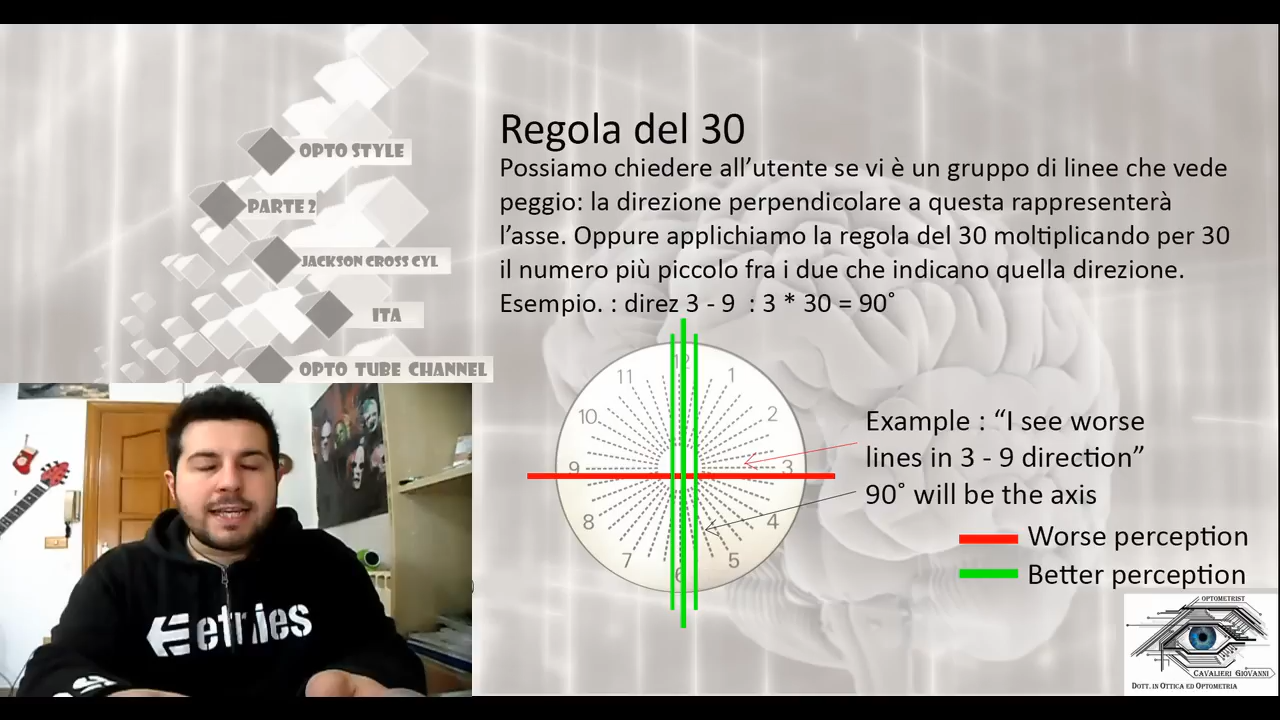 Regola del 30
Possiamo chiedere all’utente se vi è un gruppo di linee che vede
peggio: la direzione perpendicolare a questa rappresenterà
l’asse. Oppure applichiamo la regola del 30 moltiplicando per 30
il numero più piccolo fra i due che indicano quella direzione.
Esempio. : direz 3 - 9 : 3 * 30 = 90˚
OPTO STYLE
PARTE 2
JACKSON CROSS CYL
ITA
OPTO TUBE CHANNEL
12
11
1
10
2
9
3
8
4
7
5
6
Example : “I see worse
lines in 3 - 9 direction”
90˚ will be the axis
Worse perception
Better perception
etnies
OPTOMETRIST
CAVALIERI GIOVANNI
DOTT. IN OTTICA ED OPTOMETRIA